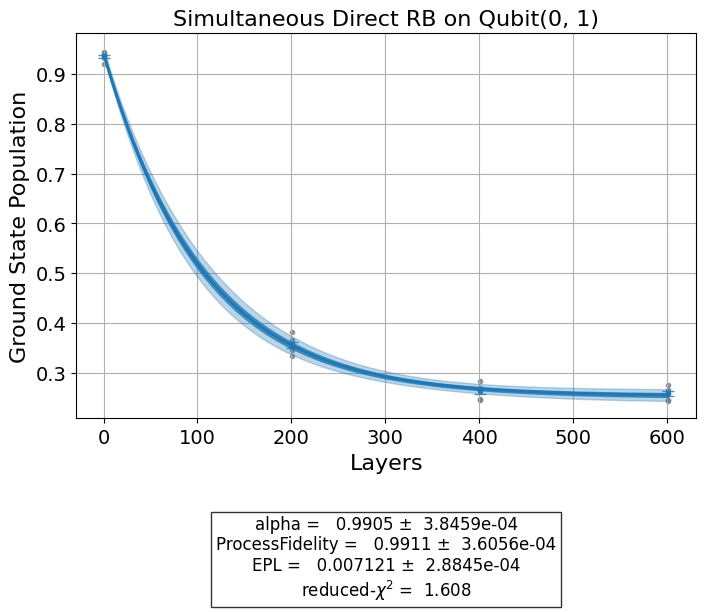 Simultaneous Direct RB on Qubit(0, 1)
Ground State Population
0.9
0.8
0.7
0.6
0.5
0.4
0.3
0 100 200 300 400 500 600
Layers
alpha = 0.9905 ± 3.8459e-04
ProcessFidelity = 0.9911 ± 3.6056e-04
EPL = 0.007121 ± 2.8845e-04
reduced-χ² = 1.608